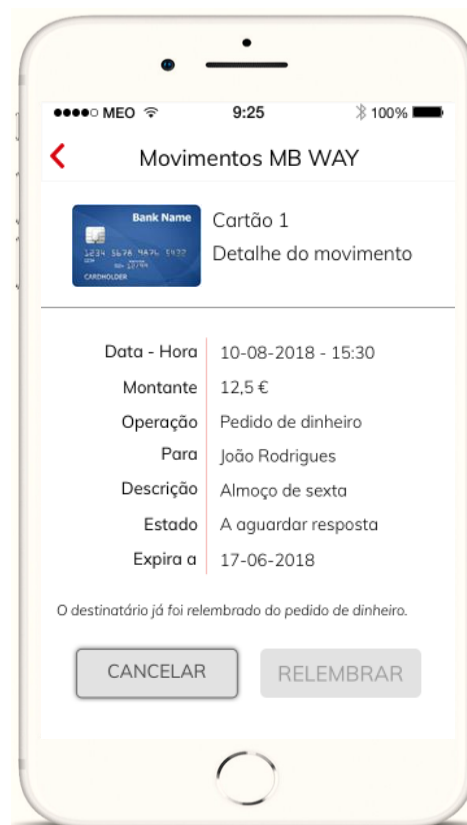 MEO 9:25 100%
Movimentos MB WAY
Bank Name
1234 5678 9876 5432
CARDHOLDER
Cartão 1
Detalhe do movimento
Data - Hora 10-08-2018 - 15:30
Montante 12,5 €
Operação Pedido de dinheiro
Para João Rodrigues
Descrição Almoço de sexta
Estado A aguardar resposta
Expira a 17-06-2018
O destinatário já foi relembrado do pedido de dinheiro.
CANCELAR RELEMBRAR